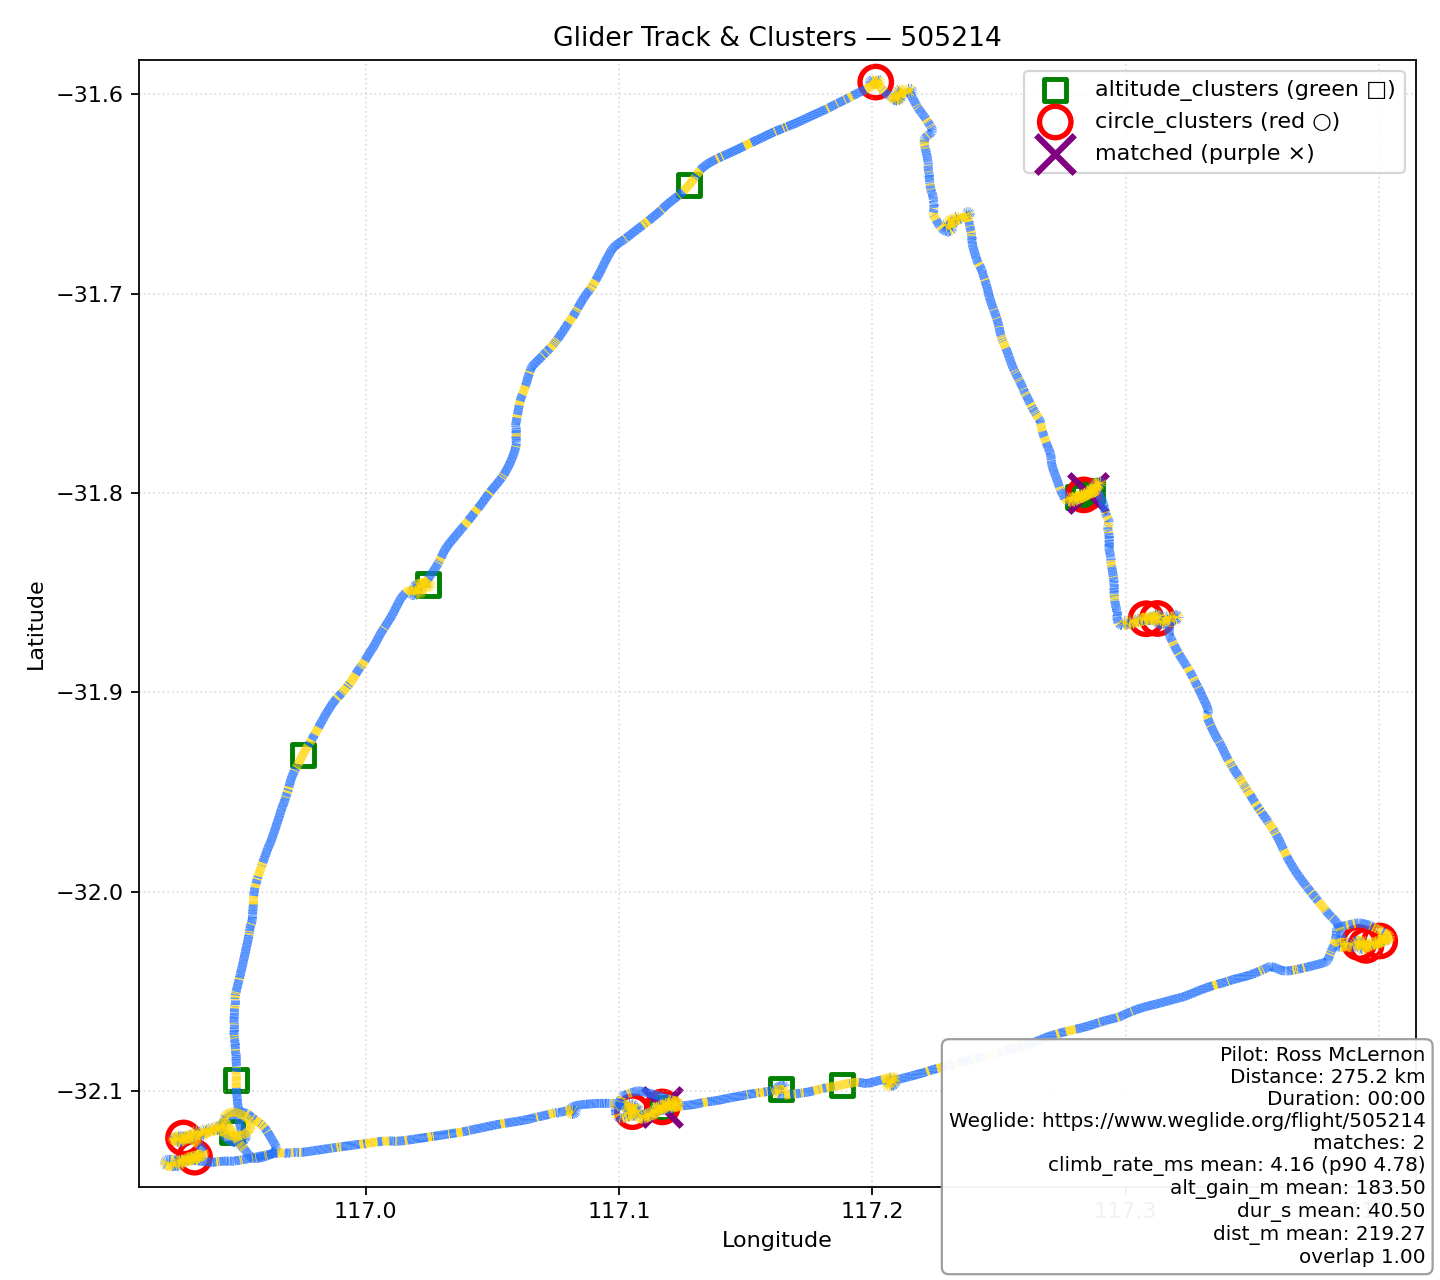 Glider Track & Clusters — 505214
altitude_clusters (green □)
circle_clusters (red ○)
matched (purple ×)
Latitude
−31.6
−31.7
−31.8
−31.9
−32.0
−32.1
117.0
117.1
117.2
117.3
Longitude
Pilot: Ross McLernon
Distance: 275.2 km
Duration: 00:00
Weglide: https://www.weglide.org/flight/505214
matches: 2
climb_rate_ms mean: 4.16 (p90 4.78)
alt_gain_m mean: 183.50
dur_s mean: 40.50
dist_m mean: 219.27
overlap 1.00